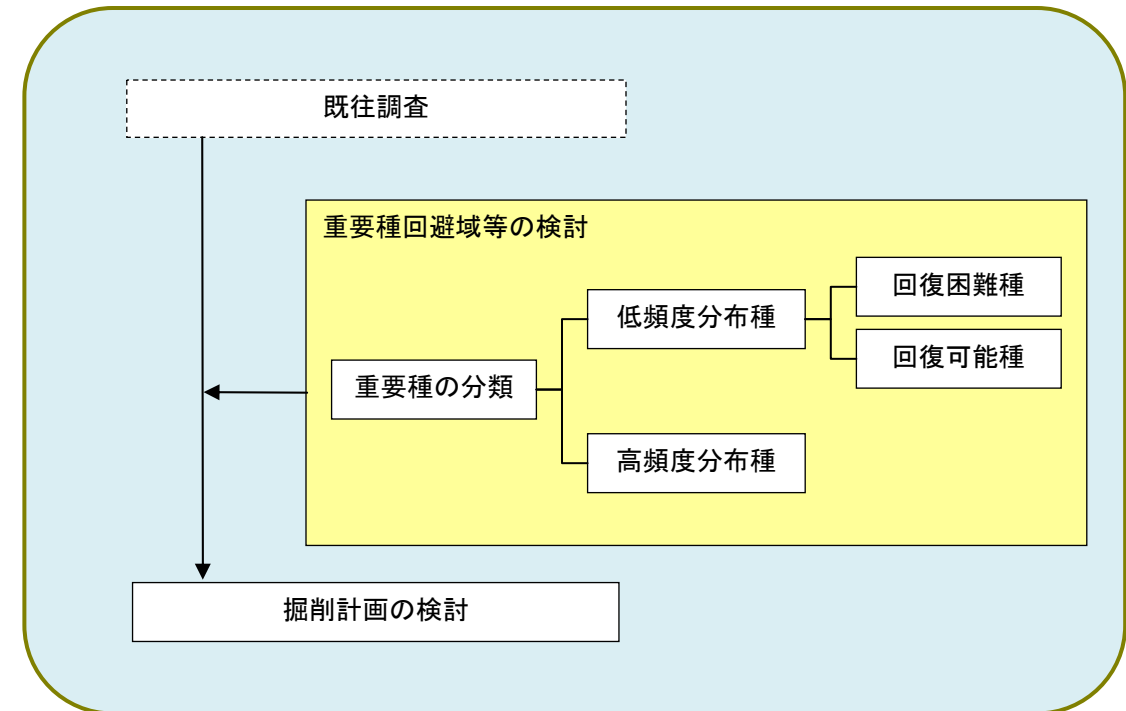 既往調査
重要種回避域等の検討
回復困難種
低頻度分布種
回復可能種
重要種の分類
高頻度分布種
掘削計画の検討